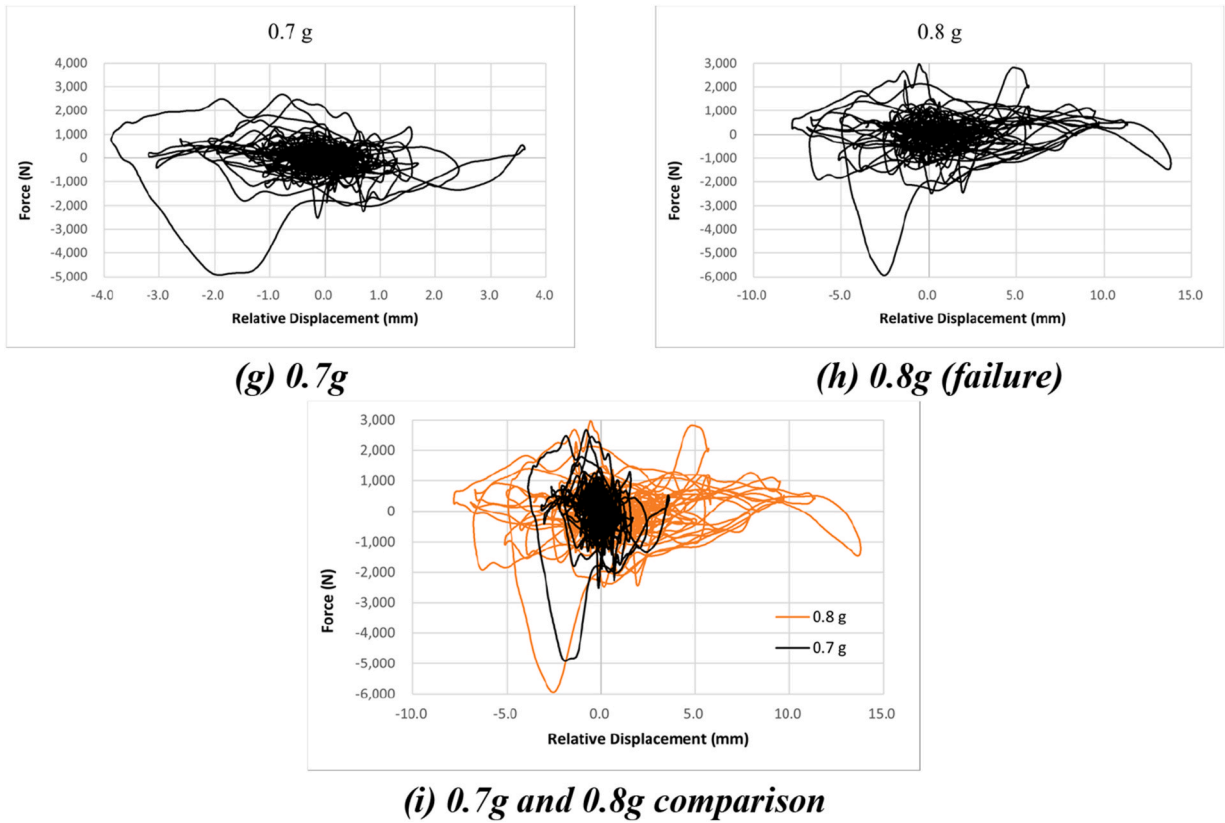 0.7 g
4,000
3,000
2,000
1,000
0
-1,000
-2,000
-3,000
-4,000
-5,000
Force (N)
-4.0 -3.0 -2.0 -1.0 0.0 1.0 2.0 3.0 4.0
Relative Displacement (mm)
(g) 0.7g
0.8 g
3,000
2,000
1,000
0
-1,000
-2,000
-3,000
-4,000
-5,000
-6,000
Force (N)
-10.0 -5.0 0.0 5.0 10.0 15.0
Relative Displacement (mm)
(h) 0.8g (failure)
3,000
2,000
1,000
0
-1,000
-2,000
-3,000
-4,000
-5,000
-6,000
Force (N)
0.8 g
0.7 g
-10.0 -5.0 0.0 5.0 10.0 15.0
Relative Displacement (mm)
(i) 0.7g and 0.8g comparison